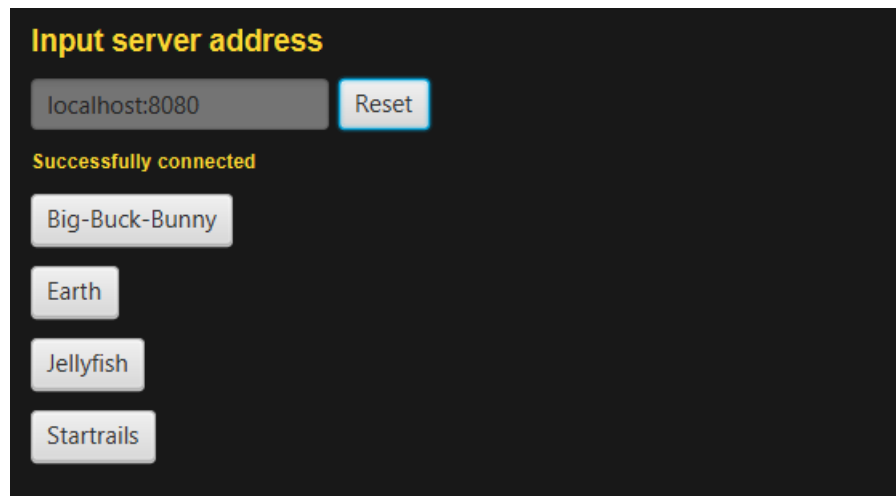 Input server address
localhost:8080 Reset
Successfully connected
Big-Buck-Bunny
Earth
Jellyfish
Startrails